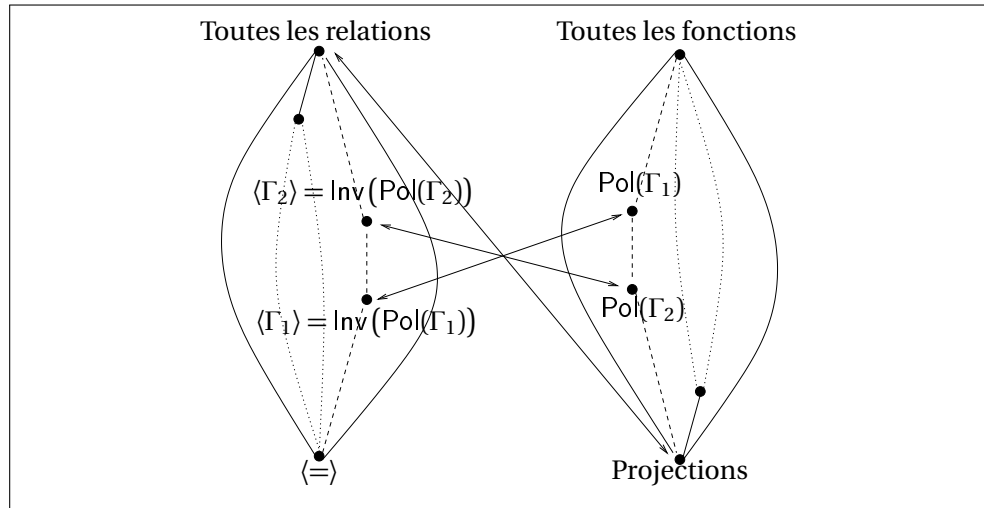 Toutes les relations
Toutes les fonctions
⟨Γ₂⟩ = Inv(Pol(Γ₂))
Pol(Γ₁)
⟨Γ₁⟩ = Inv(Pol(Γ₁))
Pol(Γ₂)
⟨=⟩
Projections